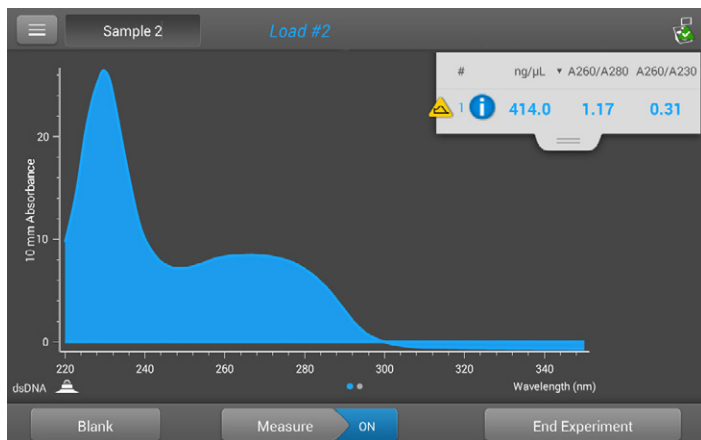 Sample 2
Load #2
# ng/µL ▼ A260/A280 A260/A230
1 i 414.0 1.17 0.31
10 mm Absorbance
20
10
0
220 240 260 280 300 320 340
dsDNA
Wavelength (nm)
Blank
Measure ON
End Experiment